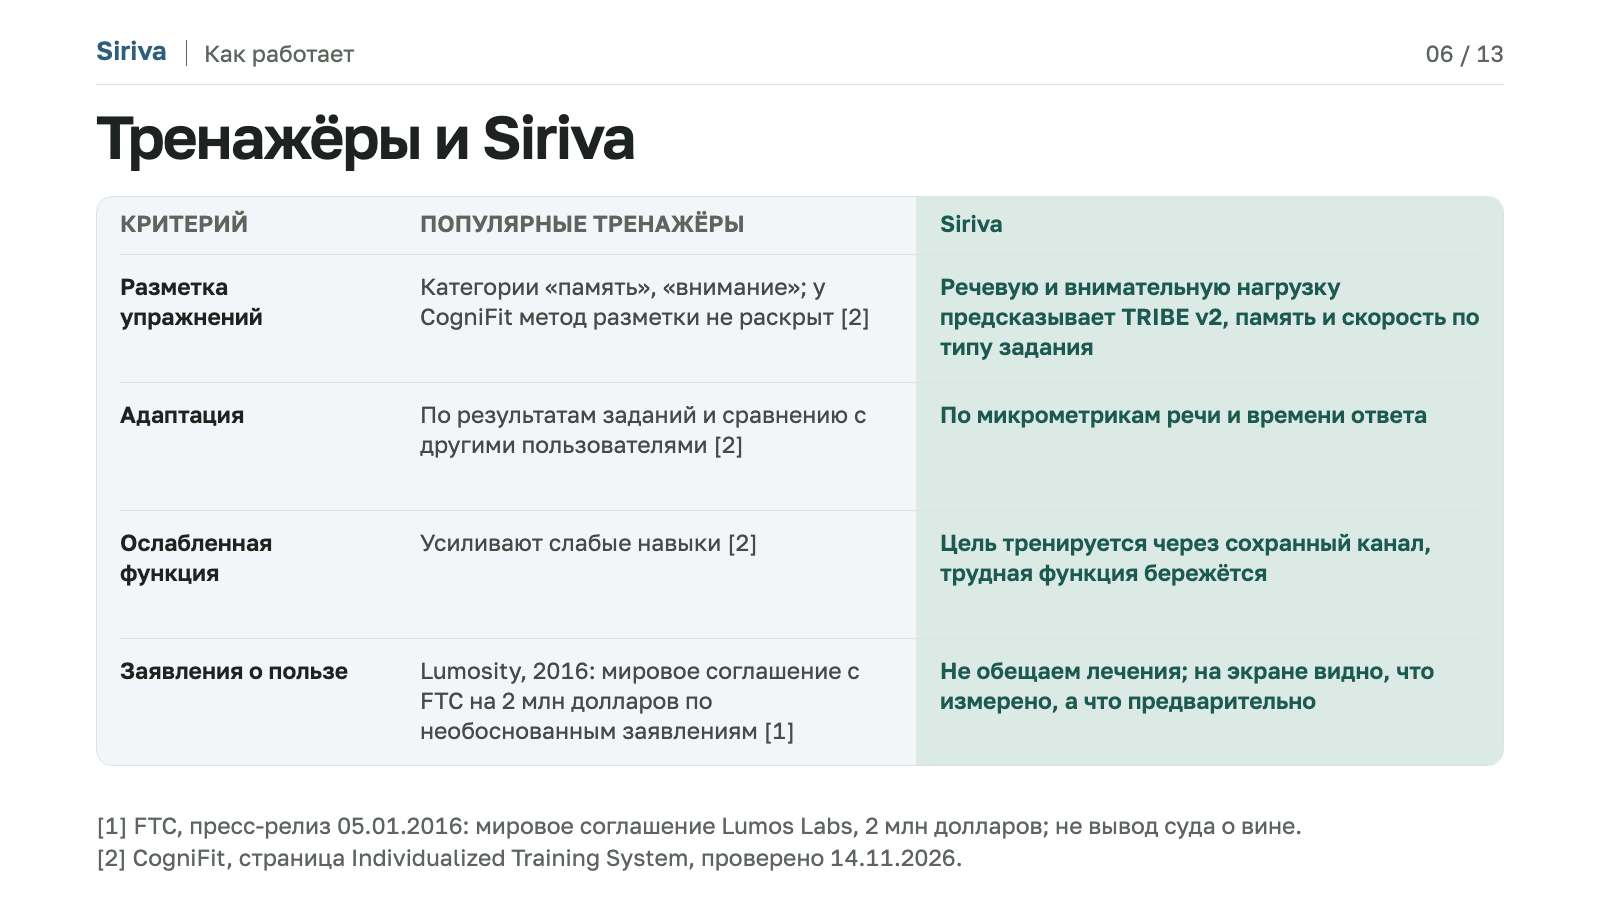 Siriva | Как работает
06 / 13
Тренажёры и Siriva
КРИТЕРИЙ
ПОПУЛЯРНЫЕ ТРЕНАЖЁРЫ
Siriva
Разметка
упражнений
Категории «память», «внимание»; у
CogniFit метод разметки не раскрыт [2]
Речевую и внимательную нагрузку
предсказывает TRIBE v2, память и скорость по
типу задания
Адаптация
По результатам заданий и сравнению с
другими пользователями [2]
По микрометрикам речи и времени ответа
Ослабленная
функция
Усиливают слабые навыки [2]
Цель тренируется через сохранный канал,
трудная функция бережётся
Заявления о пользе
Lumosity, 2016: мировое соглашение с
FTC на 2 млн долларов по
необоснованным заявлениям [1]
Не обещаем лечения; на экране видно, что
измерено, а что предварительно
[1] FTC, пресс-релиз 05.01.2016: мировое соглашение Lumos Labs, 2 млн долларов; не вывод суда о вине.
[2] CogniFit, страница Individualized Training System, проверено 14.11.2026.